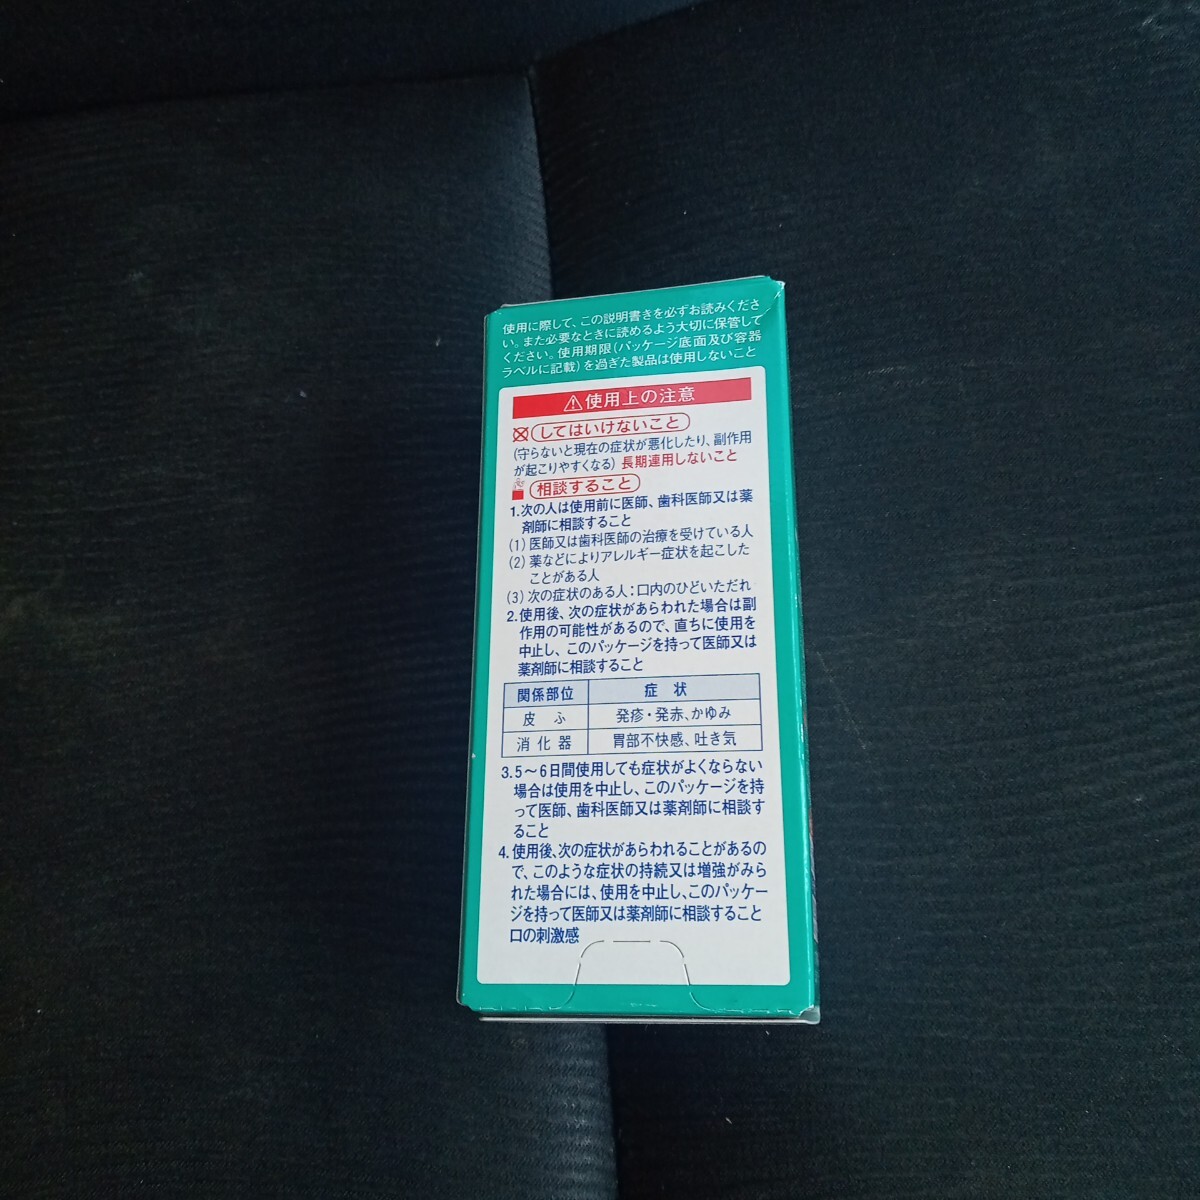 使用に際して、この説明書きを必ずお読みくださ
い。また必要なときに読めるよう大切に保管して
ください。使用期限(パッケージ底面及び容器
ラベルに記載)を過ぎた製品は使用しないこと
使用上の注意
してはいけないこと
(守らないと現在の症状が悪化したり、副作用
が起こりやすくなる) 長期連用しないこと
相談すること
1.次の人は使用前に医師、歯科医師又は薬
剤師に相談すること
(1) 医師又は歯科医師の治療を受けている人
(2) 薬などによりアレルギー症状を起こした
ことがある人
(3) 次の症状のある人:口内のひどいただれ
2.使用後、次の症状があらわれた場合は副
作用の可能性があるので、直ちに使用を
中止し、このパッケージを持って医師又は
薬剤師に相談すること
関係部位 症 状
皮 ふ 発疹・発赤、かゆみ
消化器 胃部不快感、吐き気
3.5〜6日間使用しても症状がよくならない
場合は使用を中止し、このパッケージを持
って医師、歯科医師又は薬剤師に相談す
ること
4.使用後、次の症状があらわれることがあるの
で、このような症状の持続又は増強がみら
れた場合には、使用を中止し、このパッケー
ジを持って医師又は薬剤師に相談すること
口の刺激感